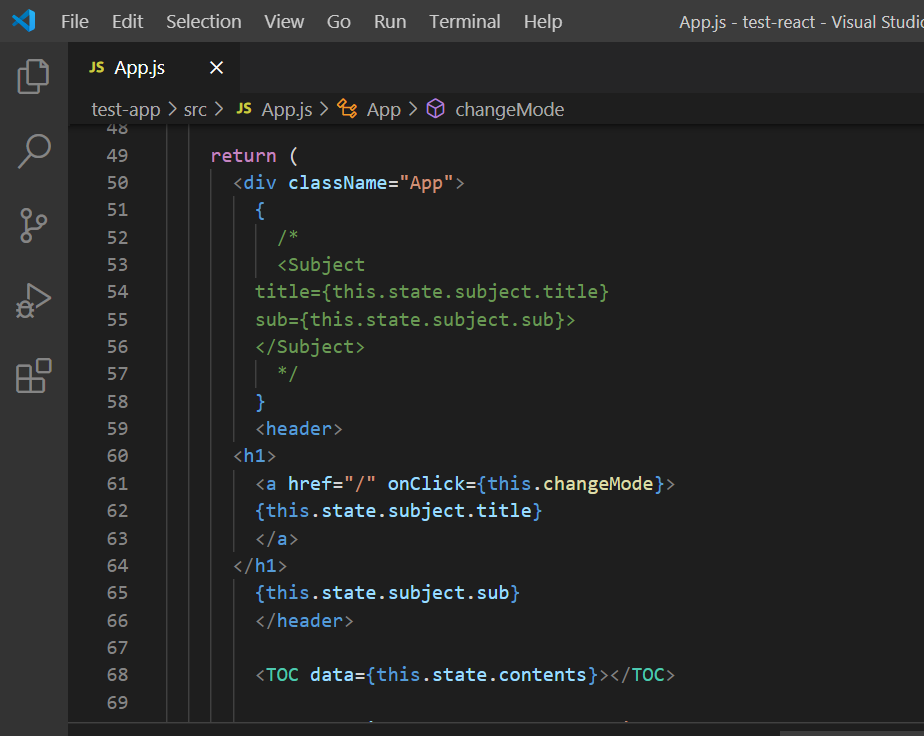 File Edit Selection View Go Run Terminal Help App.js - test-react - Visual Studio
JS App.js ×
test-app > src > JS App.js > App > changeMode
48
49 return (
50 <div className="App">
51 {
52 /*
53 <Subject
54 title={this.state.subject.title}
55 sub={this.state.subject.sub}>
56 </Subject>
57 */
58 }
59 <header>
60 <h1>
61 <a href="/" onClick={this.changeMode}>
62 {this.state.subject.title}
63 </a>
64 </h1>
65 {this.state.subject.sub}
66 </header>
67
68 <TOC data={this.state.contents}></TOC>
69